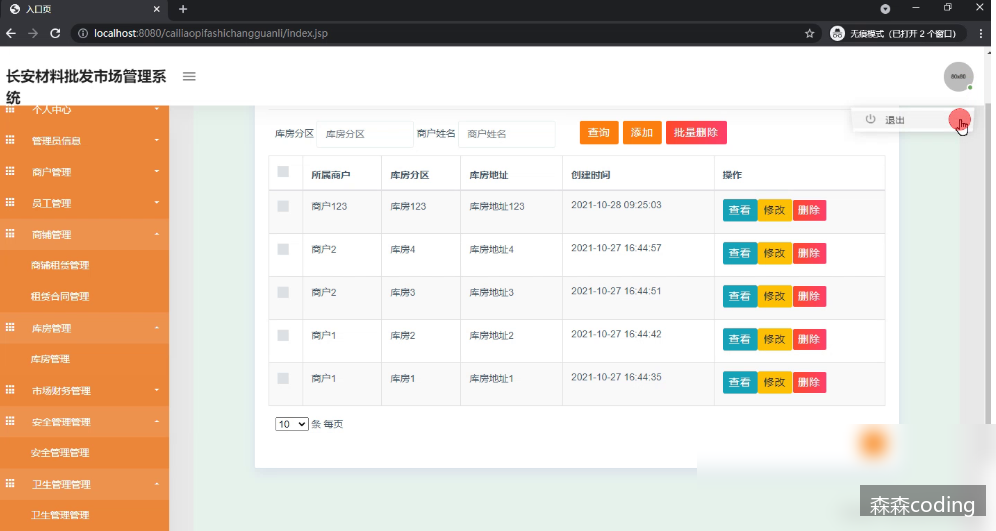 入口页
localhost:8080/cailiaopifashichangguanli/index.jsp
无痕模式（已打开 2 个窗口）
长安材料批发市场管理系
统
60x60
退出
个人中心
管理员信息
商户管理
员工管理
商铺管理
商铺租赁管理
租赁合同管理
库房管理
库房管理
市场财务管理
安全管理管理
安全管理管理
卫生管理管理
卫生管理管理
库房分区 库房分区 商户姓名 商户姓名 查询 添加 批量删除
所属商户 库房分区 库房地址 创建时间 操作
商户123 库房123 库房地址123 2021-10-28 09:25:03 查看 修改 删除
商户2 库房4 库房地址4 2021-10-27 16:44:57 查看 修改 删除
商户2 库房3 库房地址3 2021-10-27 16:44:51 查看 修改 删除
商户1 库房2 库房地址2 2021-10-27 16:44:42 查看 修改 删除
商户1 库房1 库房地址1 2021-10-27 16:44:35 查看 修改 删除
10 条 每页
森森coding